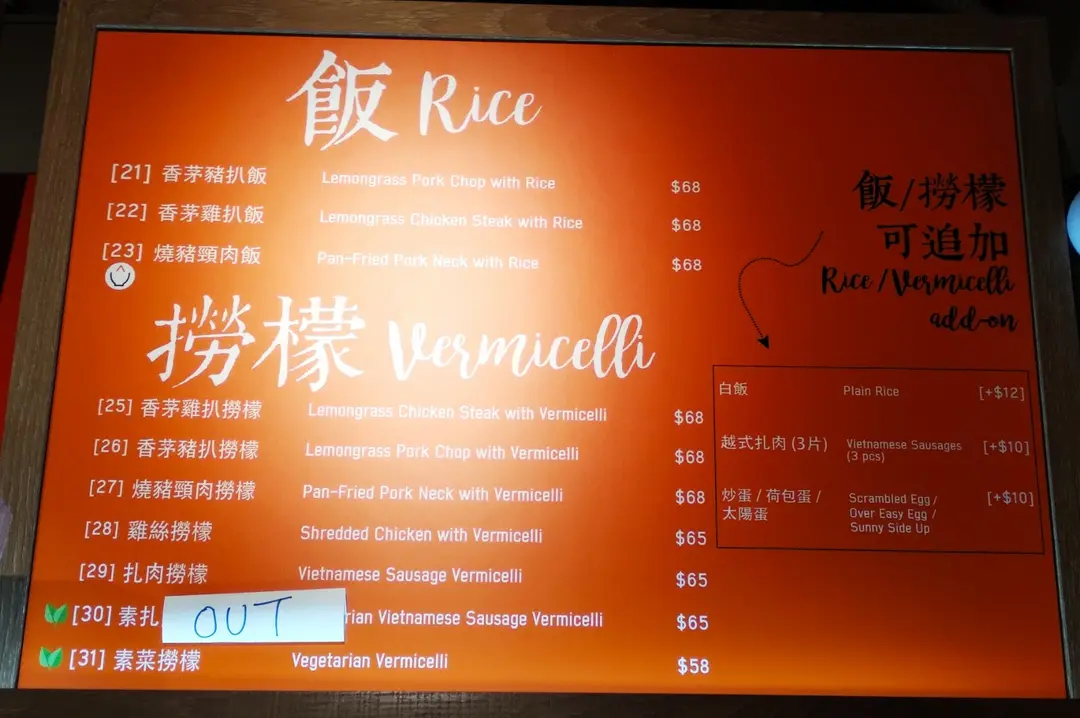 飯 Rice
[21] 香茅豬扒飯 Lemongrass Pork Chop with Rice $68
[22] 香茅雞扒飯 Lemongrass Chicken Steak with Rice $68
[23] 燒豬頸肉飯 Pan-Fried Pork Neck with Rice $68
撈檬 Vermicelli
[25] 香茅雞扒撈檬 Lemongrass Chicken Steak with Vermicelli $68
[26] 香茅豬扒撈檬 Lemongrass Pork Chop with Vermicelli $68
[27] 燒豬頸肉撈檬 Pan-Fried Pork Neck with Vermicelli $68
[28] 雞絲撈檬 Shredded Chicken with Vermicelli $65
[29] 扎肉撈檬 Vietnamese Sausage Vermicelli $65
[30] 素扎 OUT rian Vietnamese Sausage Vermicelli $65
[31] 素菜撈檬 Vegetarian Vermicelli $58
飯/撈檬
可追加
Rice/Vermicelli
add-on
白飯 Plain Rice [+$12]
越式扎肉 (3片) Vietnamese Sausages [+$10]
(3 pcs)
炒蛋 / 荷包蛋 / Scrambled Egg / [+$10]
太陽蛋 Over Easy Egg /
Sunny Side Up